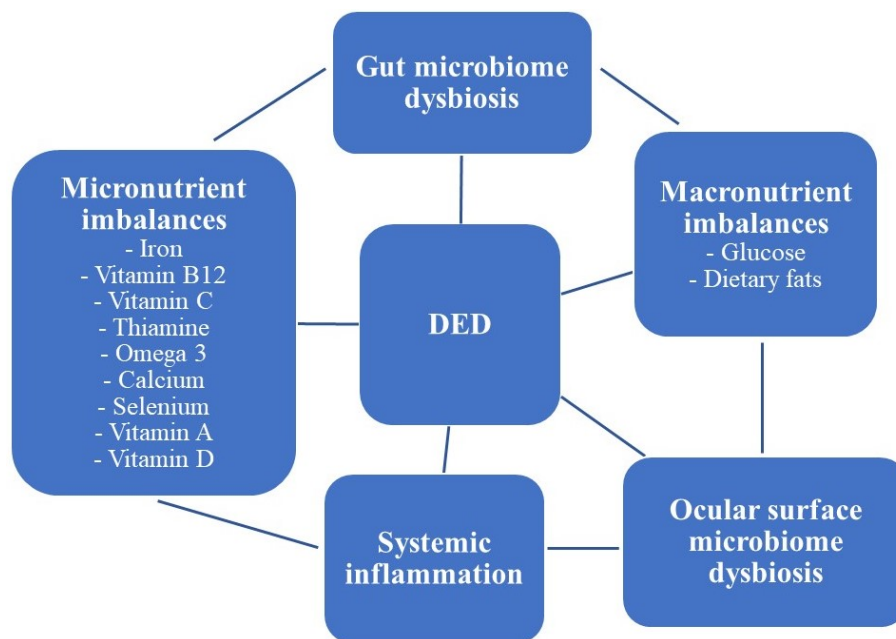 Gut microbiome
dysbiosis
Micronutrient
imbalances
- Iron
- Vitamin B12
- Vitamin C
- Thiamine
- Omega 3
- Calcium
- Selenium
- Vitamin A
- Vitamin D
DED
Macronutrient
imbalances
- Glucose
- Dietary fats
Systemic
inflammation
Ocular surface
microbiome
dysbiosis